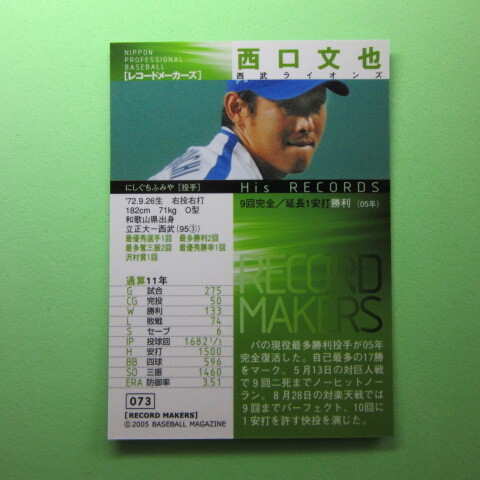 NIPPON
PROFESSIONAL
BASEBALL
[レコードメーカーズ]
西口文也
西武ライオンズ
にしぐちふみや [投手]
'72.9.26生 右投右打
182cm 71kg O型
和歌山県出身
立正大ー西武 (95③)
最優秀選手1回 最多勝利2回
最多奪三振2回 最優秀勝率1回
沢村賞1回
His RECORDS
9回完全／延長1安打勝利 (05年)
通算11年
G 試合 275
CG 完投 50
W 勝利 133
L 敗戦 74
S セーブ 6
IP 投球回 1682 1/3
H 安打 1500
BB 四球 596
SO 三振 1460
ERA 防御率 3.51
RECORD
MAKERS
パの現役最多勝利投手が05年
完全復活した。自己最多の17勝
をマーク。5月13日の対巨人戦
で9回二死までノーヒットノー
ラン。8月28日の対楽天戦では
9回までパーフェクト。10回に
1安打を許す快投を演じた。
073
[RECORD MAKERS]
©2005 BASEBALL MAGAZINE